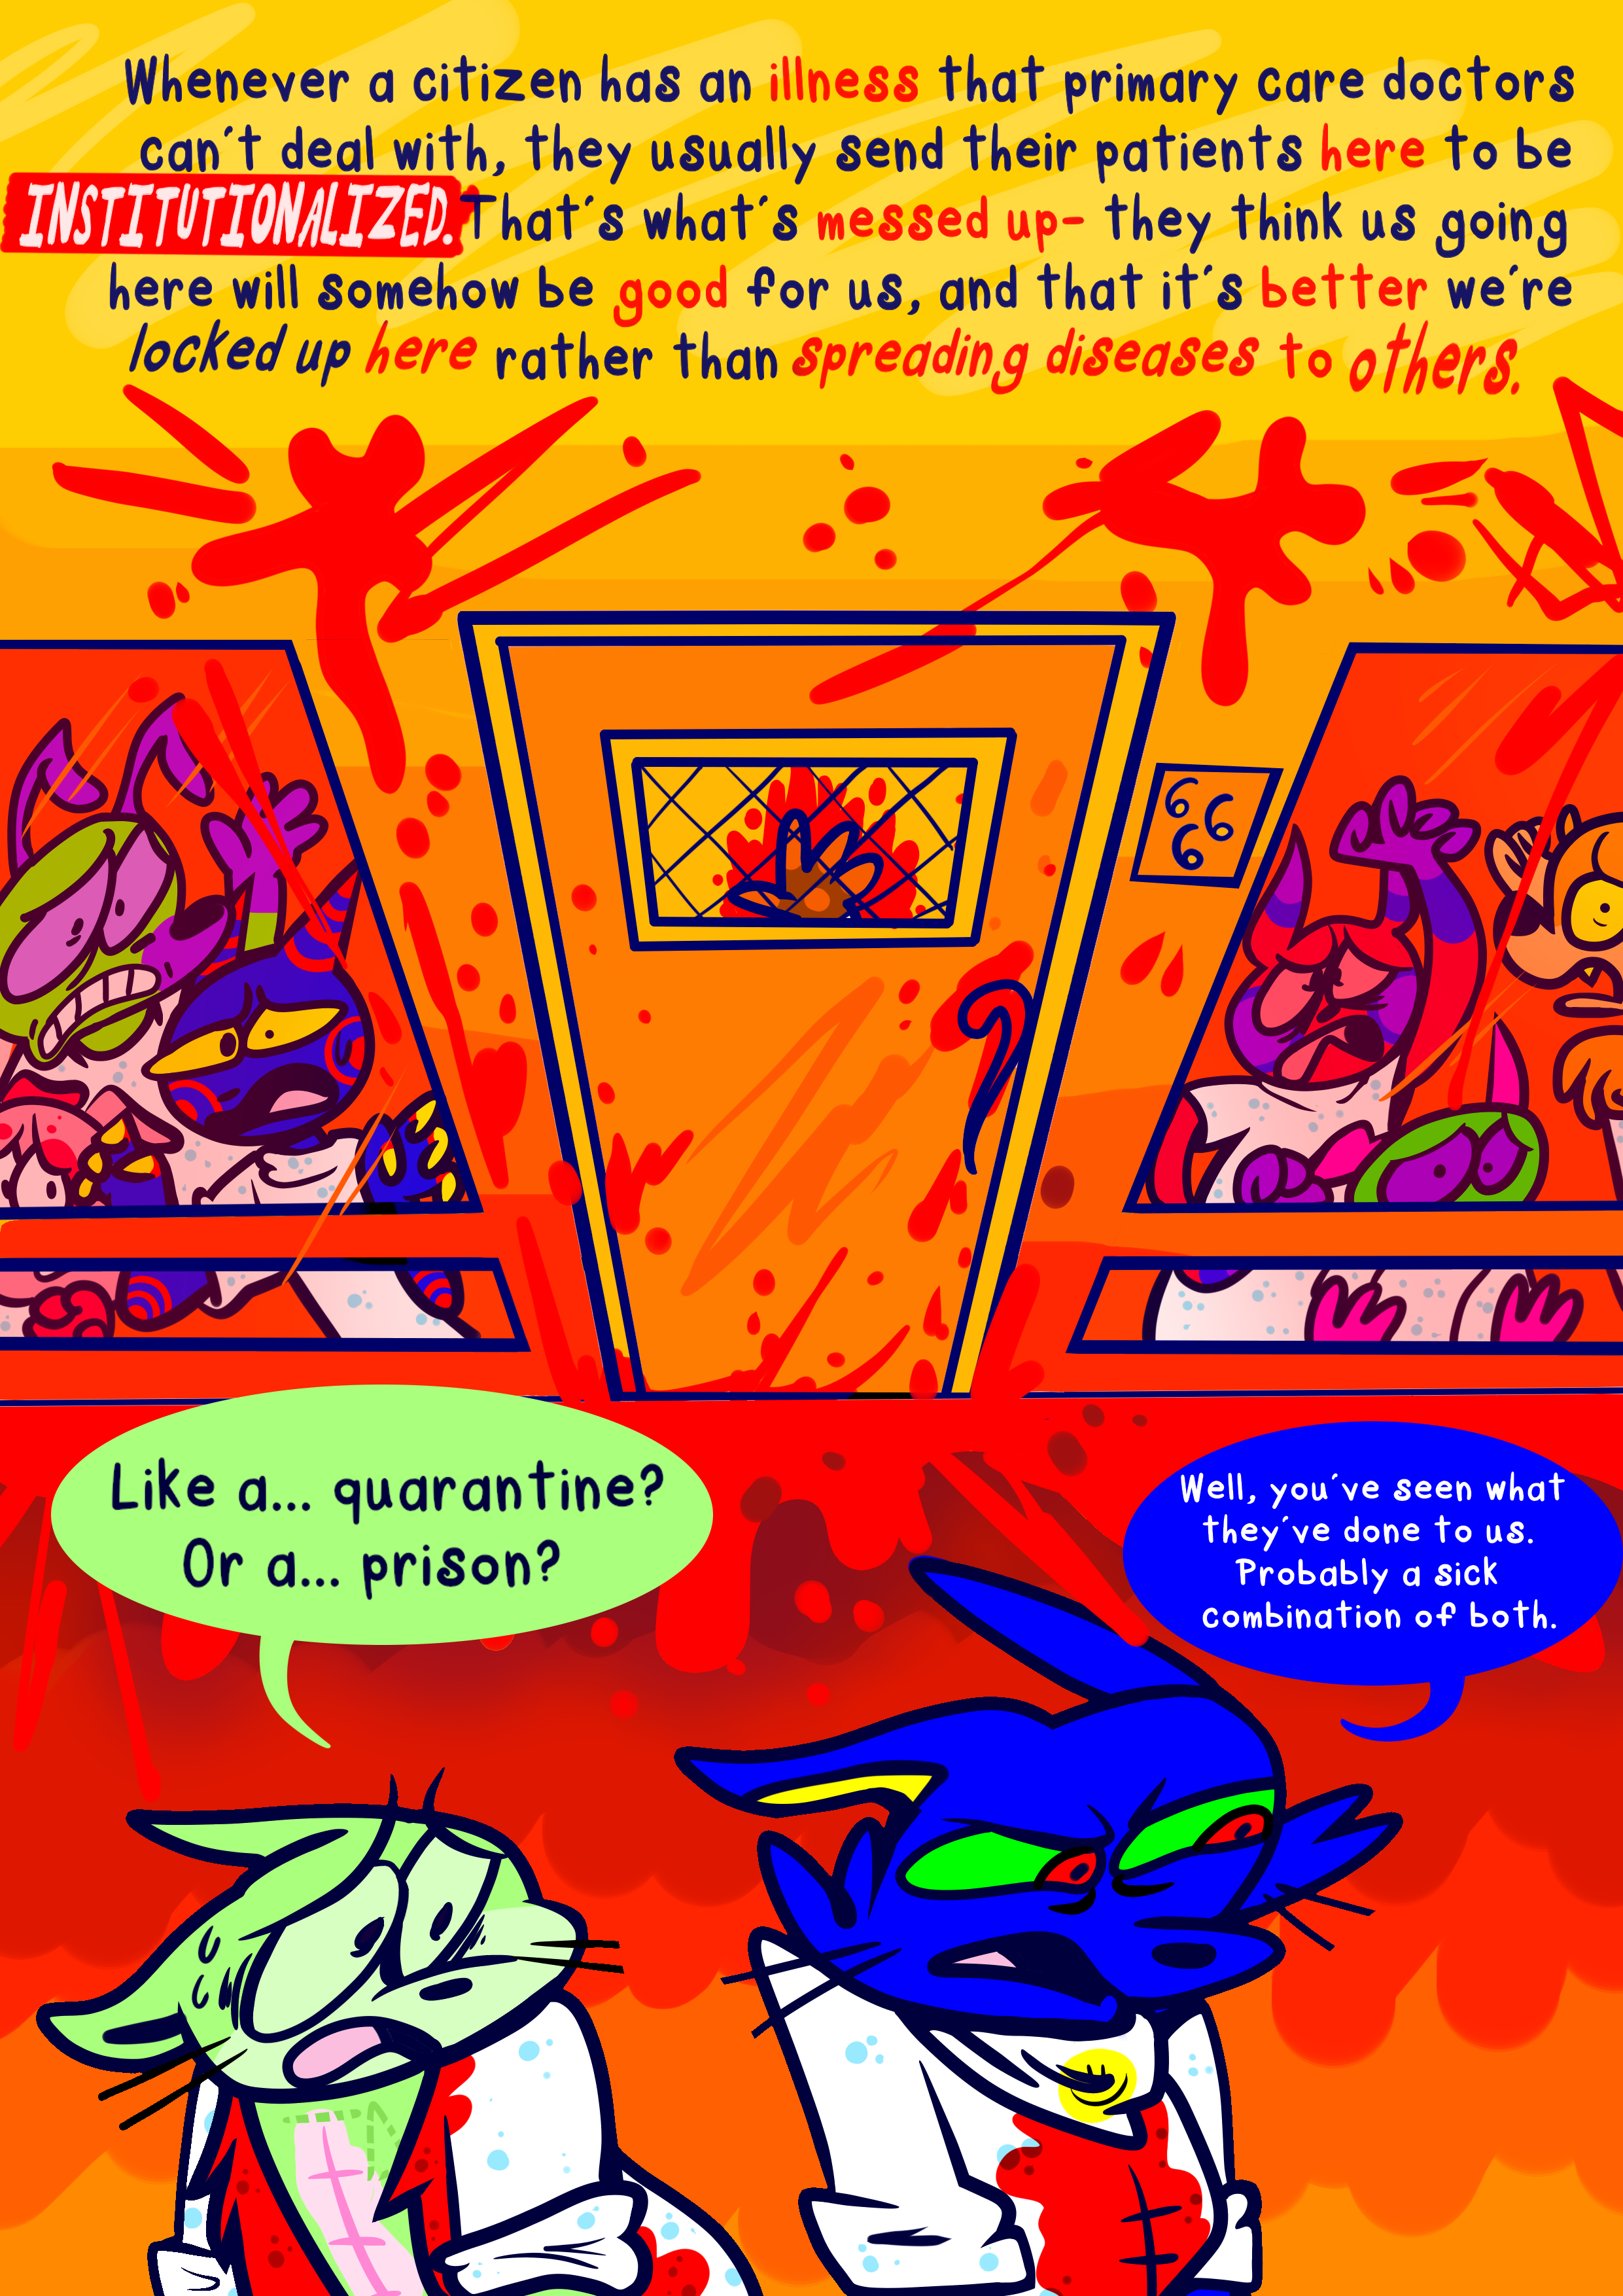 Whenever a citizen has an illness that primary care doctors
can't deal with, they usually send their patients here to be
INSTITUTIONALIZED. That's what's messed up- they think us going
here will somehow be good for us, and that it's better we're
locked up here rather than spreading diseases to others.
6
6
6
Like a... quarantine?
Or a... prison?
Well, you've seen what
they've done to us.
Probably a sick
combination of both.